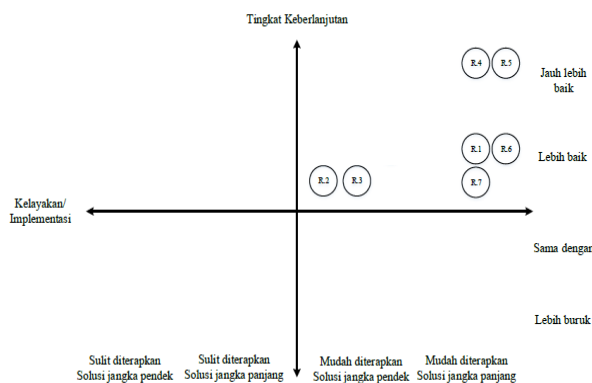 Tingkat Keberlanjutan
R.4
R.5
Jauh lebih
baik
R.1
R.6
Lebih baik
R.2
R.3
R.7
Kelayakan/
Implementasi
Sama dengan
Lebih buruk
Sulit diterapkan
Solusi jangka pendek
Sulit diterapkan
Solusi jangka panjang
Mudah diterapkan
Solusi jangka pendek
Mudah diterapkan
Solusi jangka panjang